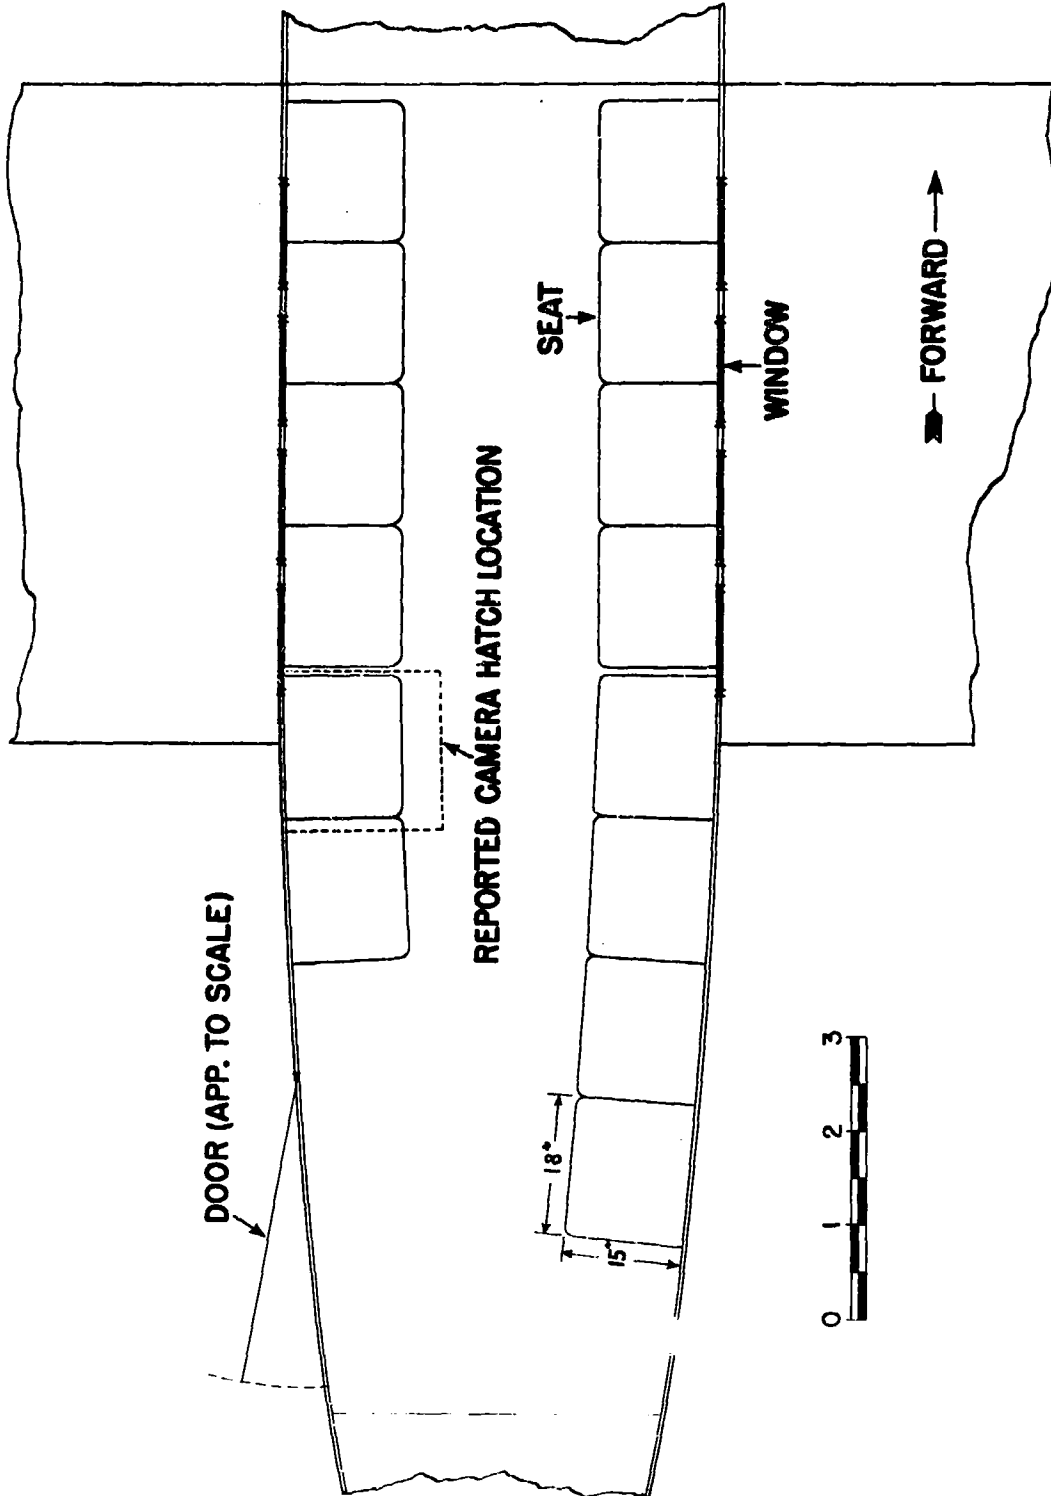 DOOR (APP. TO SCALE)
REPORTED CAMERA HATCH LOCATION
SEAT
WINDOW
FORWARD
18"
15"
0 1 2 3